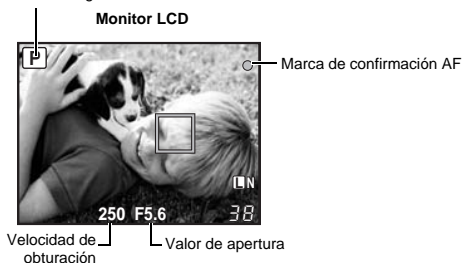 Monitor LCD
P
Marca de confirmación AF
L N
250 F5.6 38
Velocidad de obturación
Valor de apertura